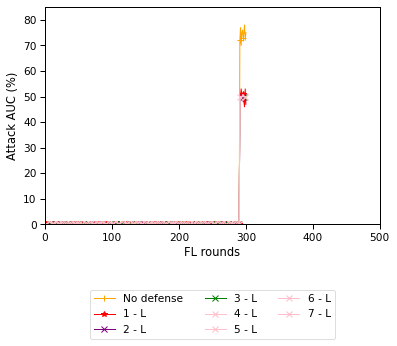 80
70
60
50
40
30
20
10
0
Attack AUC (%)
0 100 200 300 400 500
FL rounds
No defense 3 - L 6 - L
1 - L 4 - L 7 - L
2 - L 5 - L